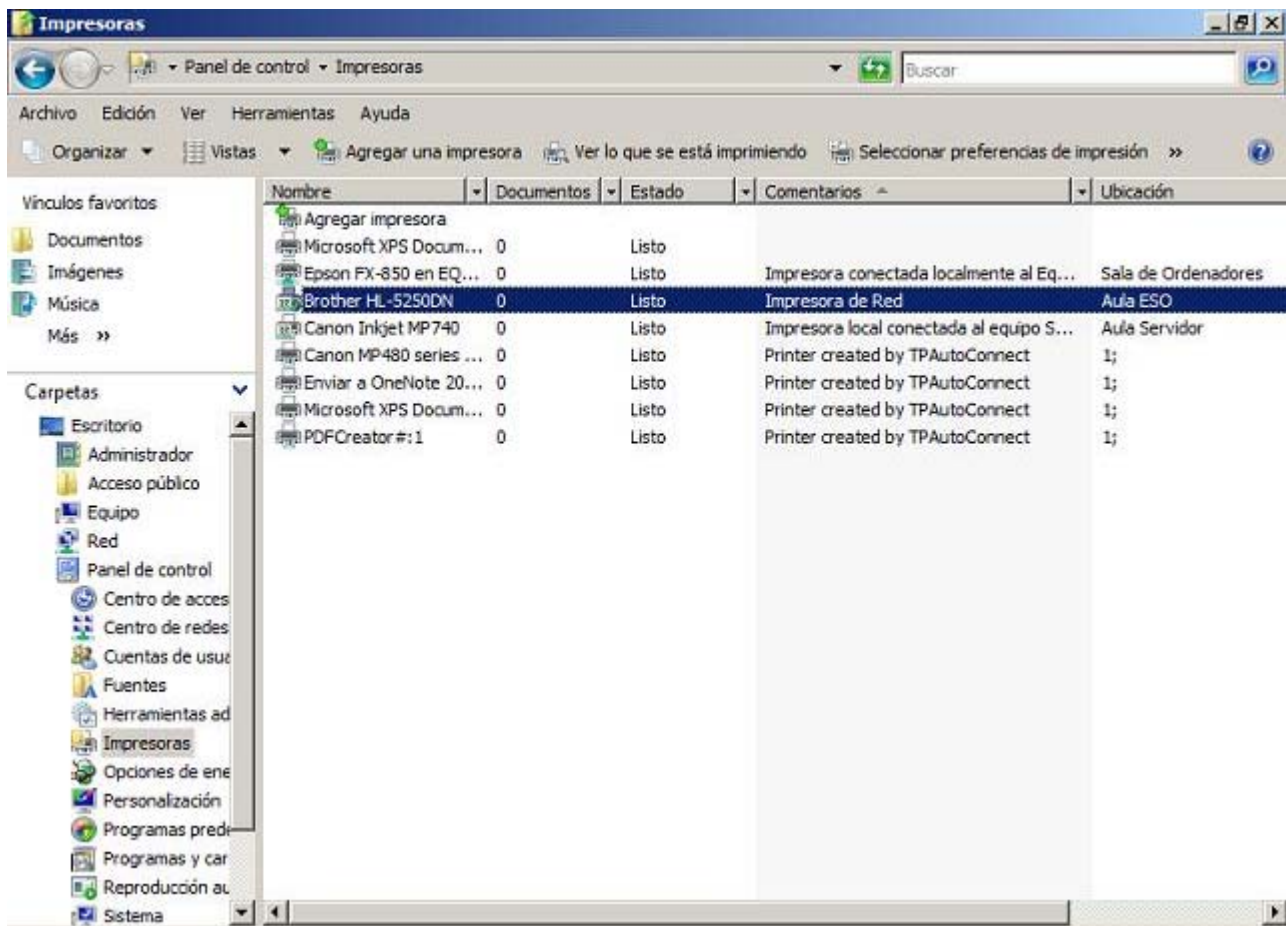 Impresoras
Panel de control Impresoras
Buscar
Archivo Edición Ver Herramientas Ayuda
Organizar Vistas Agregar una impresora Ver lo que se está imprimiendo Seleccionar preferencias de impresión »
Vínculos favoritos
Documentos
Imágenes
Música
Más »
Carpetas
Escritorio
Administrador
Acceso público
Equipo
Red
Panel de control
Centro de acces
Centro de redes
Cuentas de usua
Fuentes
Herramientas ad
Impresoras
Opciones de ene
Personalización
Programas prede
Programas y car
Reproducción au
Sistema
Nombre Documentos Estado Comentarios Ubicación
Agregar impresora
Microsoft XPS Docum... 0 Listo
Epson FX-850 en EQ... 0 Listo Impresora conectada localmente al Eq... Sala de Ordenadores
Brother HL-5250DN 0 Listo Impresora de Red Aula ESO
Canon Inkjet MP740 0 Listo Impresora local conectada al equipo S... Aula Servidor
Canon MP480 series ... 0 Listo Printer created by TPAutoConnect 1;
Enviar a OneNote 20... 0 Listo Printer created by TPAutoConnect 1;
Microsoft XPS Docum... 0 Listo Printer created by TPAutoConnect 1;
PDFCreator#:1 0 Listo Printer created by TPAutoConnect 1;